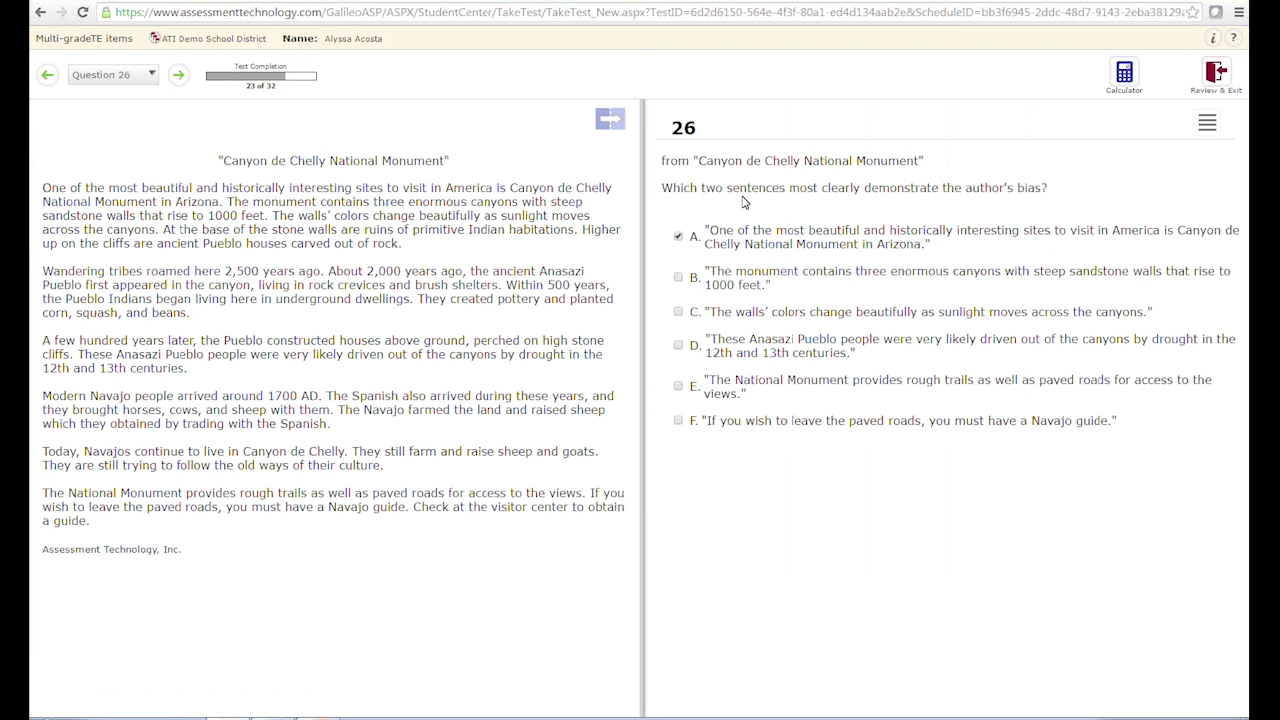 https://www.assessmenttechnology.com/GalileoASP/ASPX/StudentCenter/TakeTest/TakeTest_New.aspx?TestID=6d2d6150-564e-4f3f-80a1-ed4d134aab2e&ScheduleID=bb3f6945-2ddc-48d7-9143-2eba38129
Multi-gradeTE items ATI Demo School District Name: Alyssa Acosta
Question 26
Test Completion
23 of 32
Calculator
Review & Exit
"Canyon de Chelly National Monument"
One of the most beautiful and historically interesting sites to visit in America is Canyon de Chelly
National Monument in Arizona. The monument contains three enormous canyons with steep
sandstone walls that rise to 1000 feet. The walls’ colors change beautifully as sunlight moves
across the canyons. At the base of the stone walls are ruins of primitive Indian habitations. Higher
up on the cliffs are ancient Pueblo houses carved out of rock.
Wandering tribes roamed here 2,500 years ago. About 2,000 years ago, the ancient Anasazi
Pueblo first appeared in the canyon, living in rock crevices and brush shelters. Within 500 years,
the Pueblo Indians began living here in underground dwellings. They created pottery and planted
corn, squash, and beans.
A few hundred years later, the Pueblo constructed houses above ground, perched on high stone
cliffs. These Anasazi Pueblo people were very likely driven out of the canyons by drought in the
12th and 13th centuries.
Modern Navajo people arrived around 1700 AD. The Spanish also arrived during these years, and
they brought horses, cows, and sheep with them. The Navajo farmed the land and raised sheep
which they obtained by trading with the Spanish.
Today, Navajos continue to live in Canyon de Chelly. They still farm and raise sheep and goats.
They are still trying to follow the old ways of their culture.
The National Monument provides rough trails as well as paved roads for access to the views. If you
wish to leave the paved roads, you must have a Navajo guide. Check at the visitor center to obtain
a guide.
Assessment Technology, Inc.
26
from "Canyon de Chelly National Monument"
Which two sentences most clearly demonstrate the author's bias?
A. "One of the most beautiful and historically interesting sites to visit in America is Canyon de
Chelly National Monument in Arizona."
B. "The monument contains three enormous canyons with steep sandstone walls that rise to
1000 feet."
C. "The walls’ colors change beautifully as sunlight moves across the canyons."
D. "These Anasazi Pueblo people were very likely driven out of the canyons by drought in the
12th and 13th centuries."
E. "The National Monument provides rough trails as well as paved roads for access to the
views."
F. "If you wish to leave the paved roads, you must have a Navajo guide."